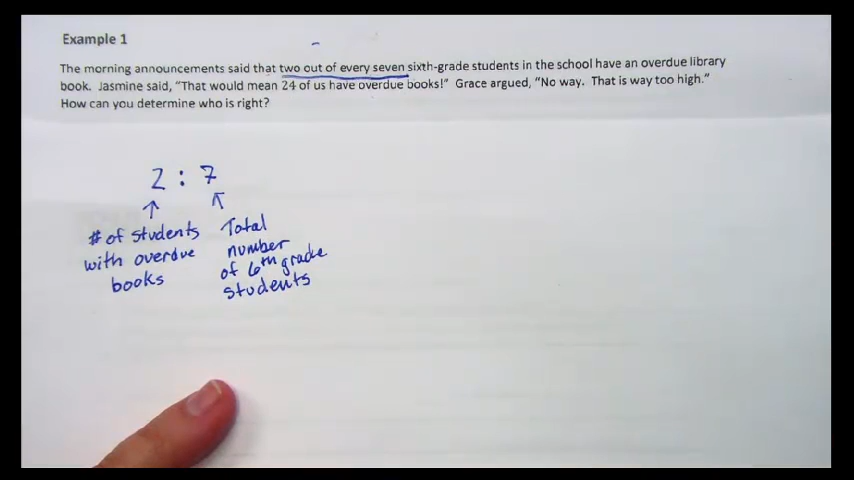 Example 1
The morning announcements said that two out of every seven sixth-grade students in the school have an overdue library
book. Jasmine said, “That would mean 24 of us have overdue books!” Grace argued, “No way. That is way too high.”
How can you determine who is right?
2 : 7
# of students
with overdue
books
Total
number
of 6th grade
students